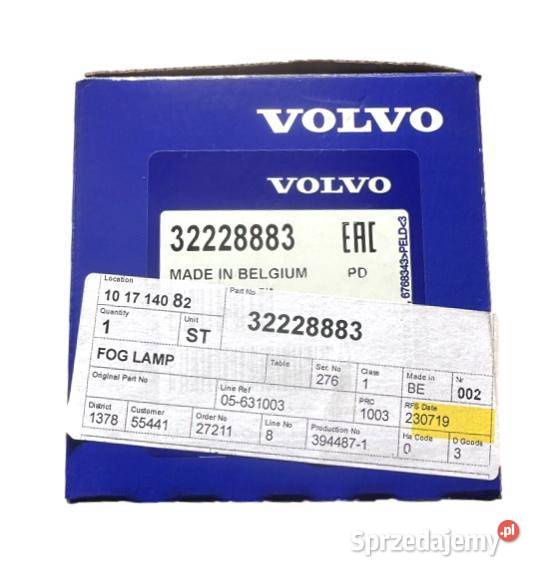 VOLVO
VOLVO
32228883 EAC
MADE IN BELGIUM PD
6768343>PELD<3
Location
10 17 140 82
Part No
32228883
Quantity
1
Unit
ST
FOG LAMP
Table
Ser. No
276
Class
1
Made in
BE
Nr
002
Original Part No
Line Ref
05-631003
PRC
1003
RFS Date
230719
District
1378
Customer
55441
Order No
27211
Line No
8
Production No
394487-1
Ha Code
0
D Goods
3
Sprzedajemy.pl